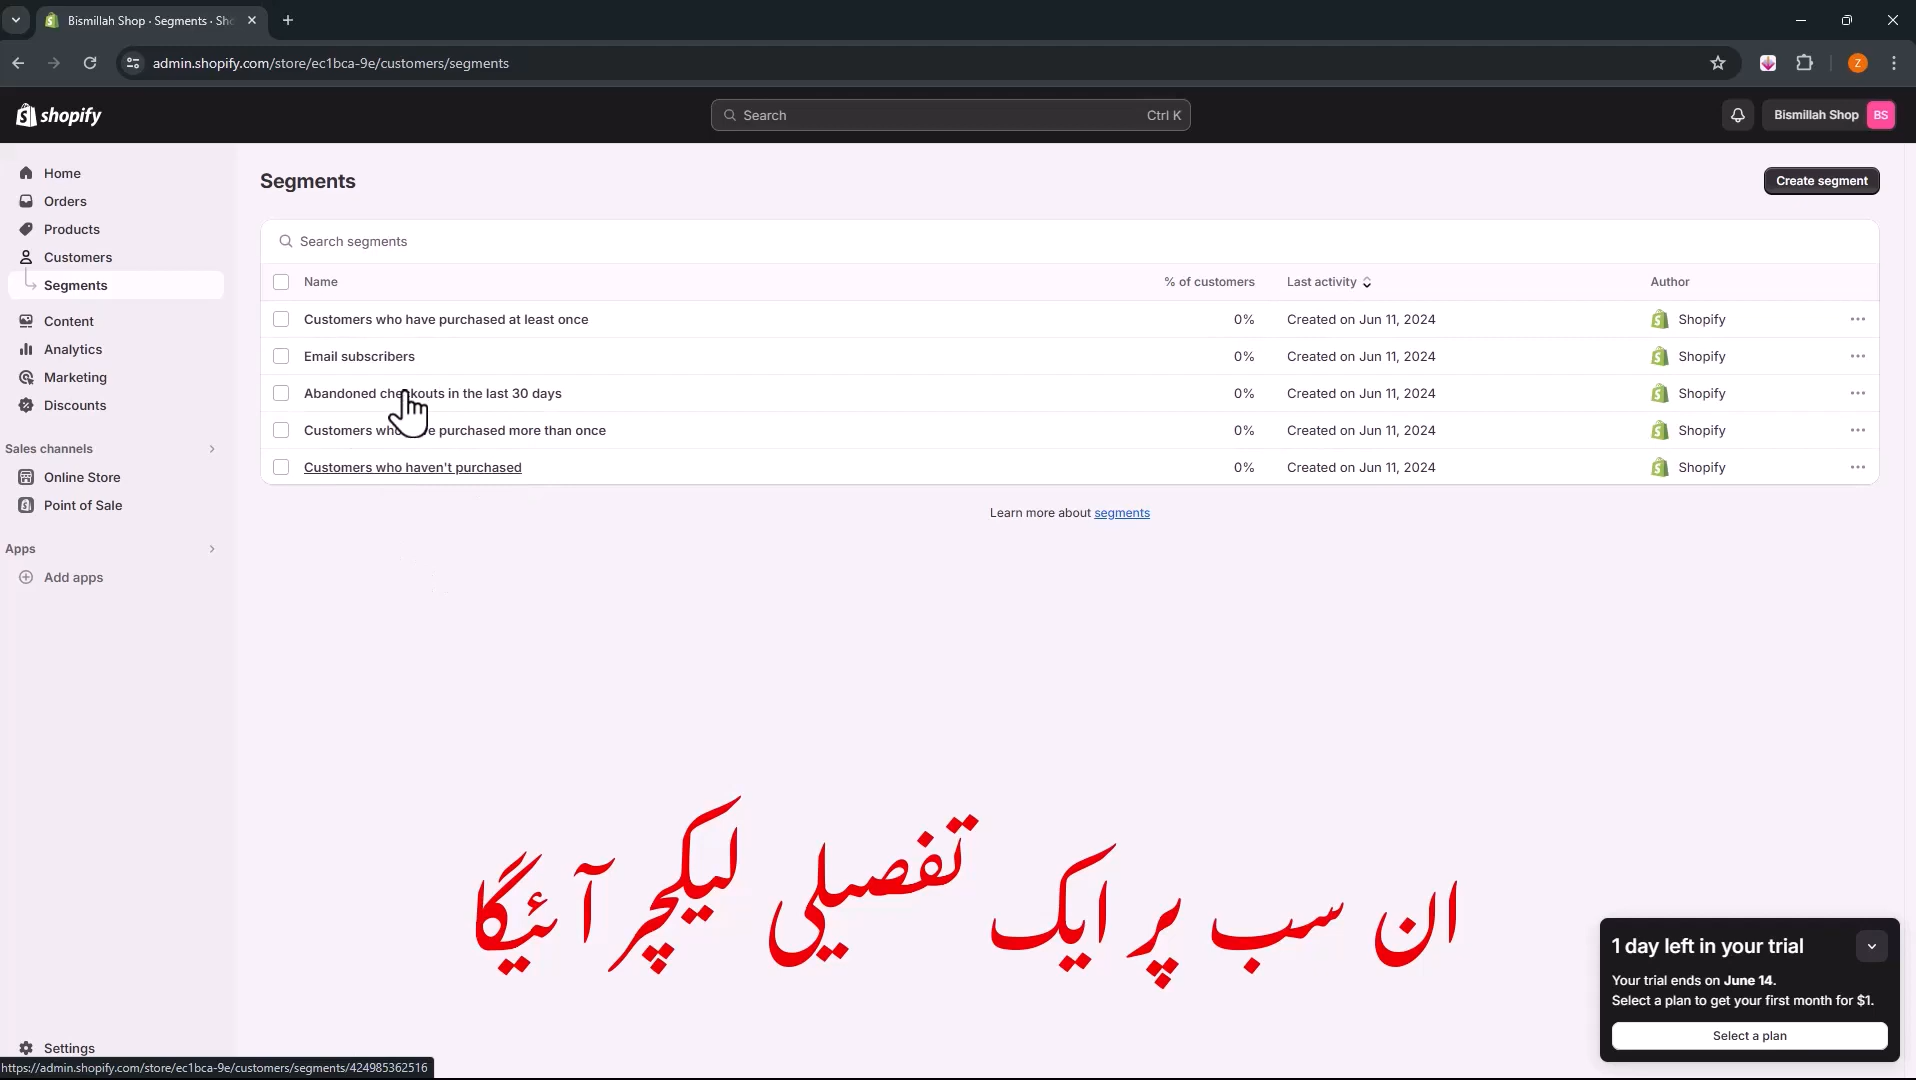 Bismillah Shop · Segments · Sh
admin.shopify.com/store/ec1bca-9e/customers/segments
shopify
Search
Ctrl K
Bismillah Shop
BS
Home
Orders
Products
Customers
Segments
Content
Analytics
Marketing
Discounts
Sales channels
Online Store
Point of Sale
Apps
Add apps
Settings
Segments
Create segment
Search segments
Name % of customers Last activity Author
Customers who have purchased at least once 0% Created on Jun 11, 2024 Shopify
Email subscribers 0% Created on Jun 11, 2024 Shopify
Abandoned checkouts in the last 30 days 0% Created on Jun 11, 2024 Shopify
Customers who have purchased more than once 0% Created on Jun 11, 2024 Shopify
Customers who haven't purchased 0% Created on Jun 11, 2024 Shopify
Learn more about segments
ان سب پر ایک تفصیلی لیکچر آئیگا
1 day left in your trial
Your trial ends on June 14.
Select a plan to get your first month for $1.
Select a plan
https://admin.shopify.com/store/ec1bca-9e/customers/segments/424985362516
Z